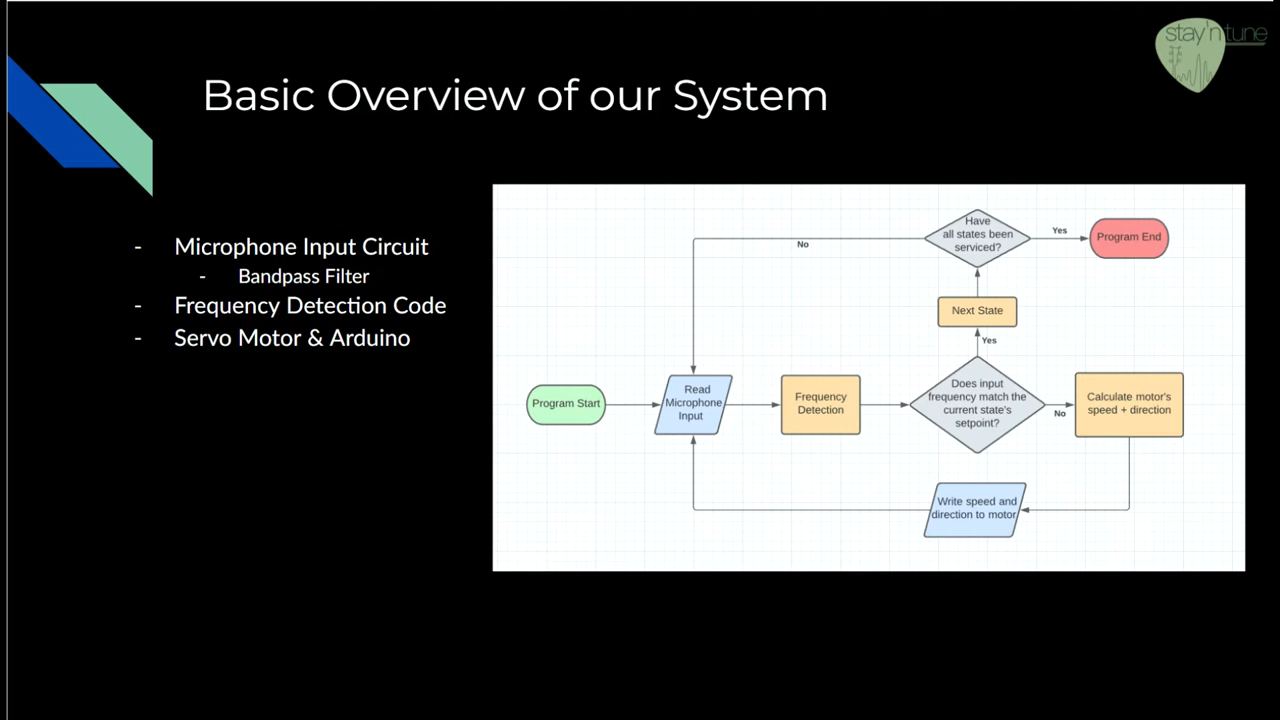 stay'n tune
Basic Overview of our System
- Microphone Input Circuit
- Bandpass Filter
- Frequency Detection Code
- Servo Motor & Arduino
Have
all states been
serviced?
Yes
Program End
No
Next State
Yes
Program Start
Read
Microphone
Input
Frequency
Detection
Does input
frequency match the
current state's
setpoint?
No
Calculate motor's
speed + direction
Write speed and
direction to motor